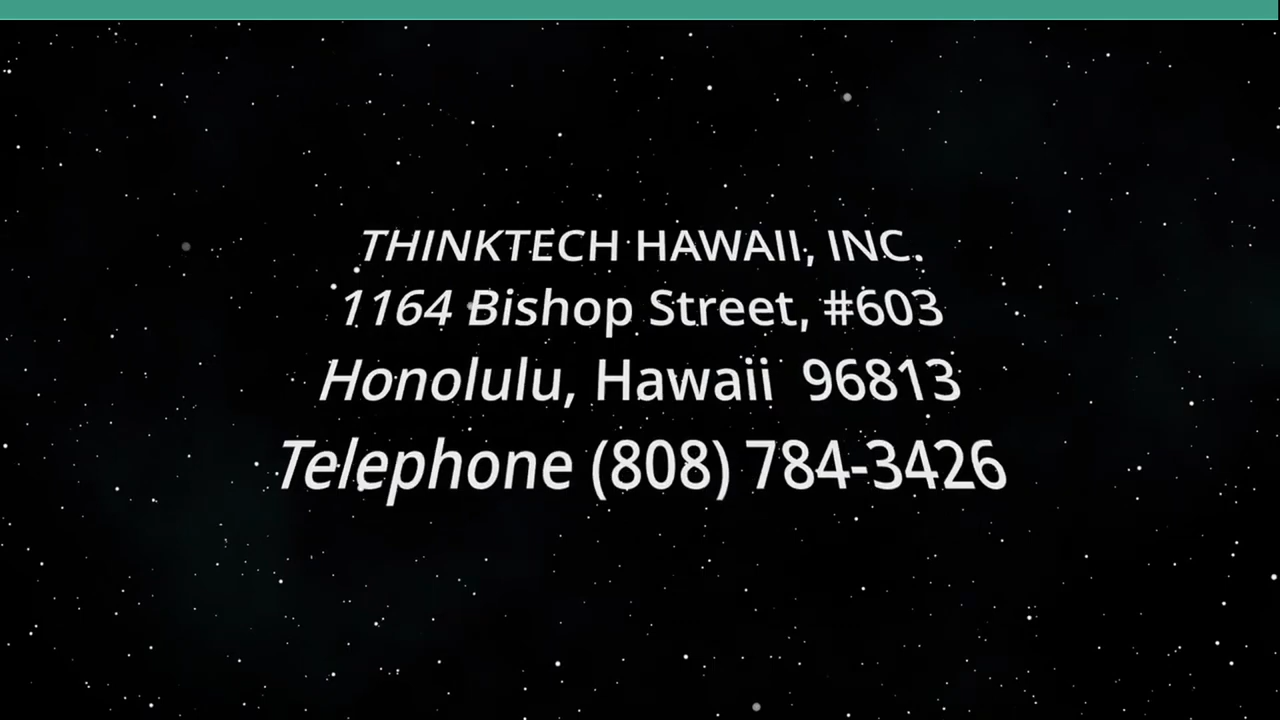 THINKTECH HAWAII, INC.
1164 Bishop Street, #603
Honolulu, Hawaii 96813
Telephone (808) 784-3426